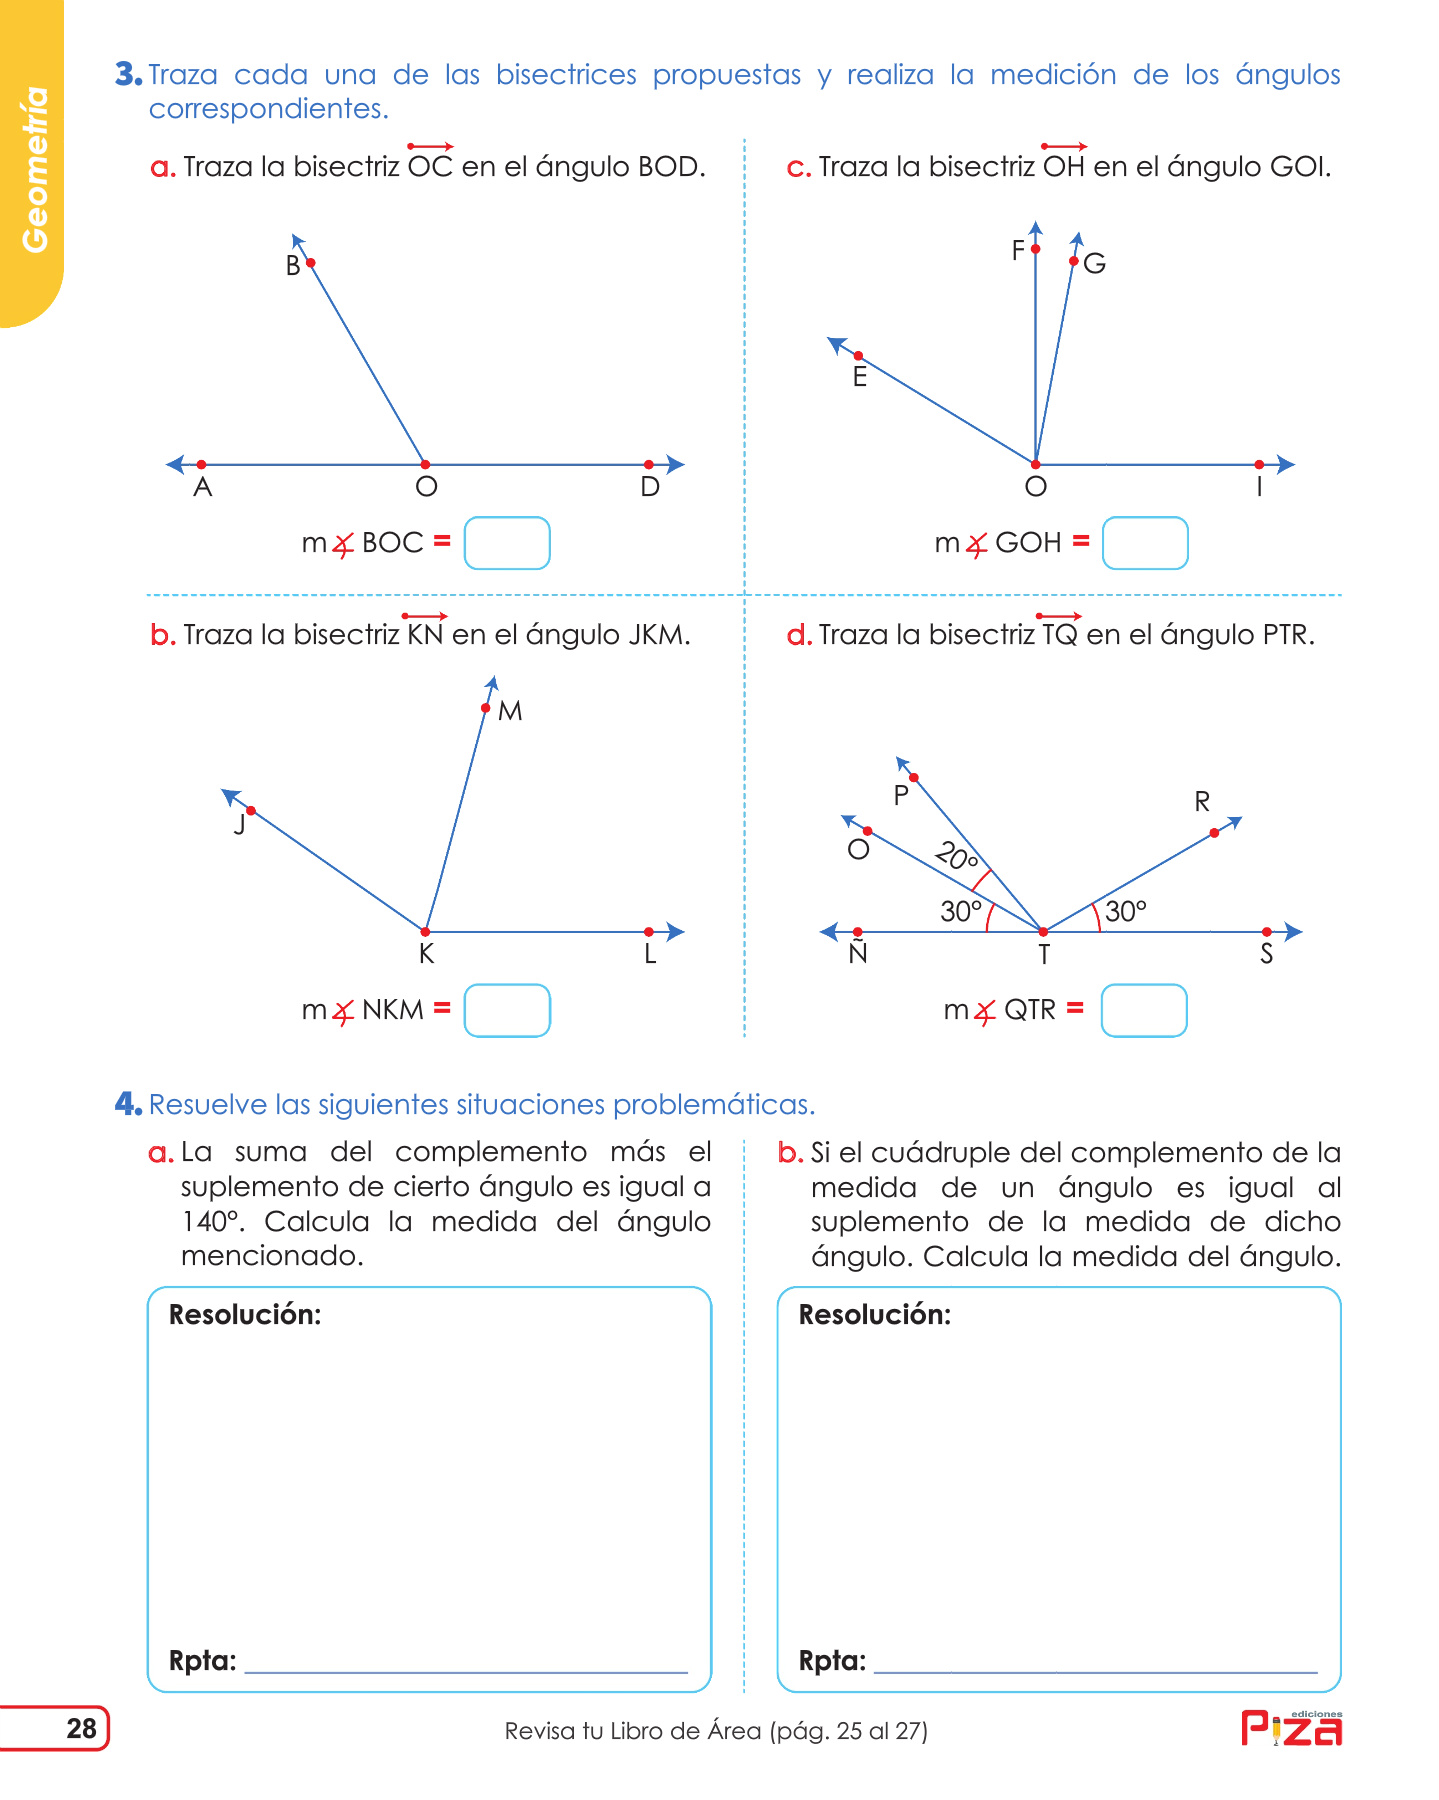 Geometría
3. Traza cada una de las bisectrices propuestas y realiza la medición de los ángulos
correspondientes.
a. Traza la bisectriz OC en el ángulo BOD.
B
A
O
D
m∡ BOC =
c. Traza la bisectriz OH en el ángulo GOI.
F
G
E
O
I
m∡ GOH =
b. Traza la bisectriz KN en el ángulo JKM.
M
J
K
L
m∡ NKM =
d. Traza la bisectriz TQ en el ángulo PTR.
P
R
O
20°
30°
30°
Ñ
T
S
m∡ QTR =
4. Resuelve las siguientes situaciones problemáticas.
a. La suma del complemento más el
suplemento de cierto ángulo es igual a
140°. Calcula la medida del ángulo
mencionado.
Resolución:
Rpta:
b. Si el cuádruple del complemento de la
medida de un ángulo es igual al
suplemento de la medida de dicho
ángulo. Calcula la medida del ángulo.
Resolución:
Rpta:
28
Revisa tu Libro de Área (pág. 25 al 27)
ediciones
Piza